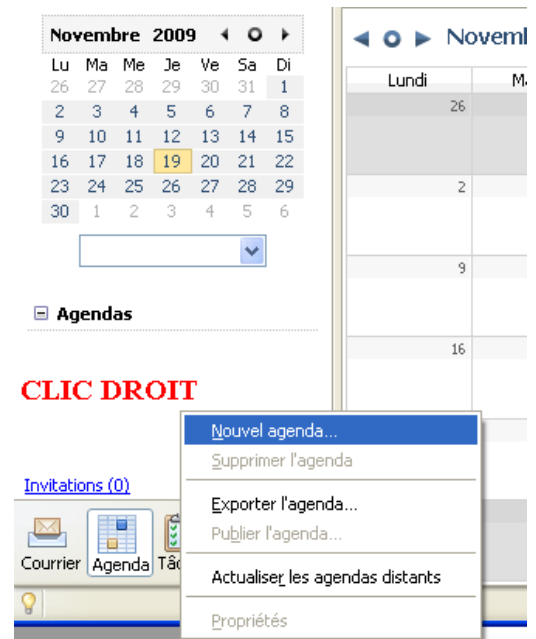 Novembre 2009
Lu Ma Me Je Ve Sa Di
26 27 28 29 30 31 1
2 3 4 5 6 7 8
9 10 11 12 13 14 15
16 17 18 19 20 21 22
23 24 25 26 27 28 29
30 1 2 3 4 5 6
Agendas
CLIC DROIT
Invitations (0)
Courrier Agenda
Lundi
26
2
9
16
Nouvel agenda...
Supprimer l'agenda
Exporter l'agenda...
Publier l'agenda...
Actualiser les agendas distants
Propriétés